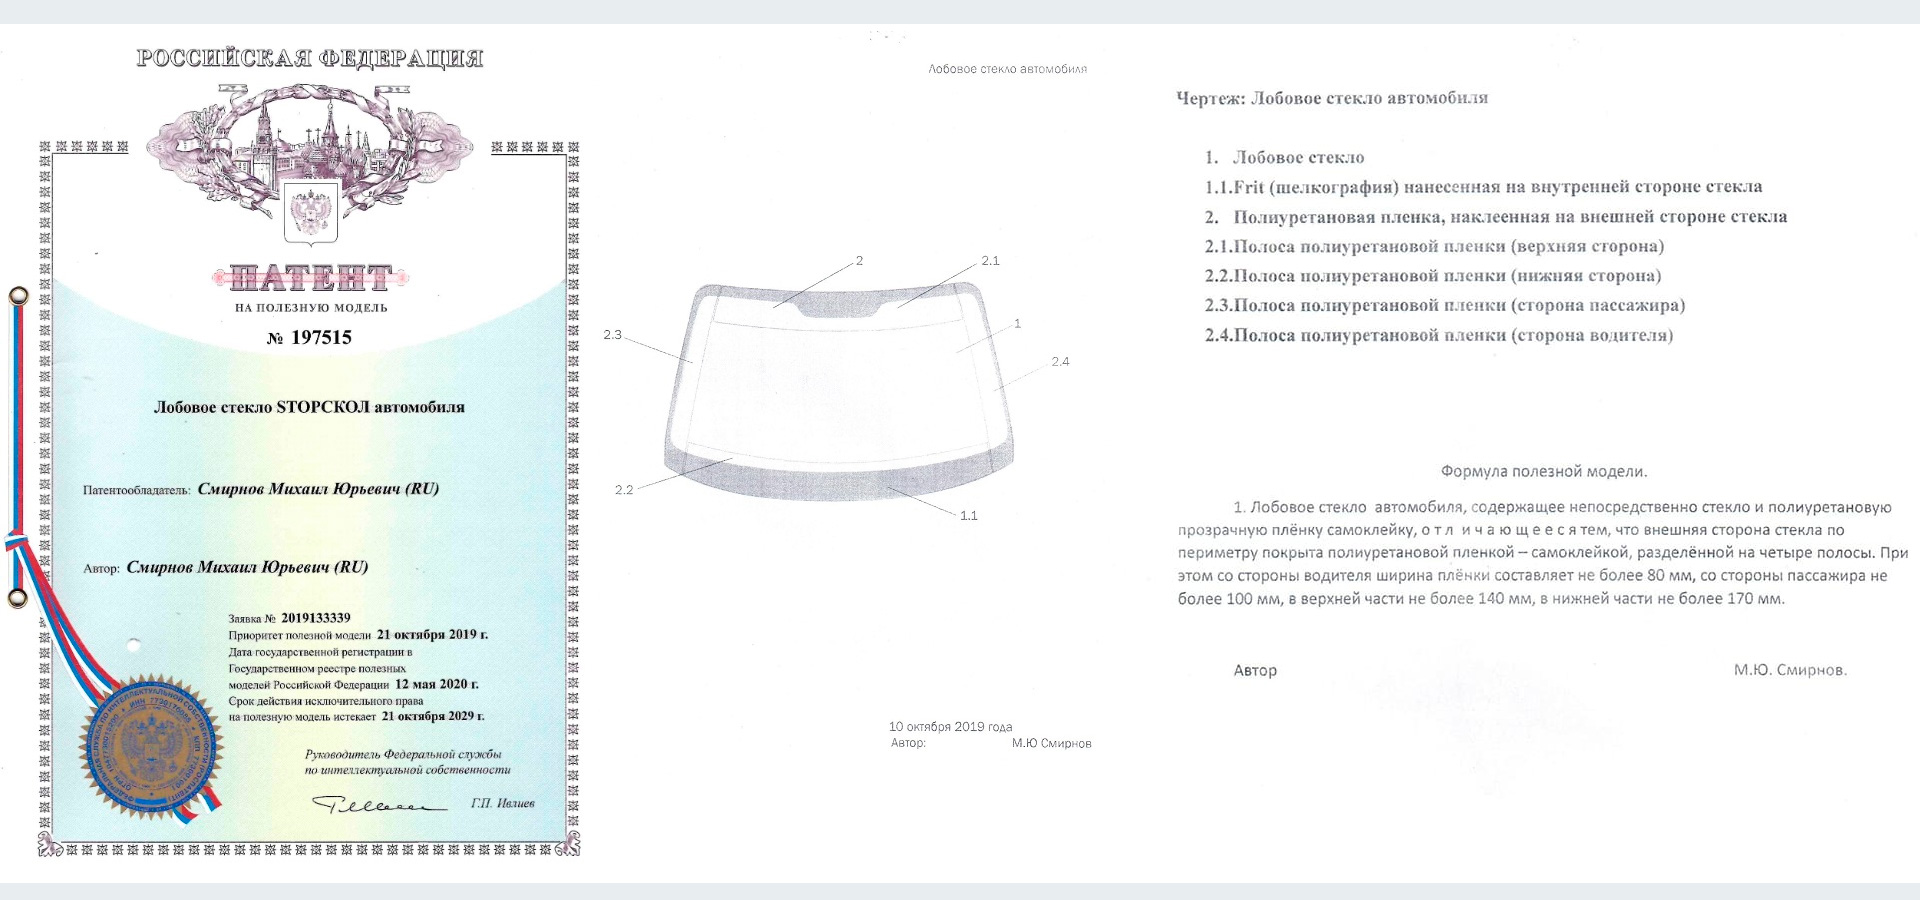 РОССИЙСКАЯ ФЕДЕРАЦИЯ
ПАТЕНТ
НА ПОЛЕЗНУЮ МОДЕЛЬ
№ 197515
Лобовое стекло STOPСКОЛ автомобиля
Патентообладатель: Смирнов Михаил Юрьевич (RU)
Автор: Смирнов Михаил Юрьевич (RU)
Заявка № 2019133339
Приоритет полезной модели 21 октября 2019 г.
Дата государственной регистрации в
Государственном реестре полезных
моделей Российской Федерации 12 мая 2020 г.
Срок действия исключительного права
на полезную модель истекает 21 октября 2029 г.
Руководитель Федеральной службы
по интеллектуальной собственности
Г.П. Ивлиев
Лобовое стекло автомобиля
2
2.1
1
2.3
2.4
2.2
1.1
10 октября 2019 года
Автор: М.Ю Смирнов
Чертеж: Лобовое стекло автомобиля
1. Лобовое стекло
1.1.Frit (шелкография) нанесенная на внутренней стороне стекла
2. Полиуретановая пленка, наклеенная на внешней стороне стекла
2.1.Полоса полиуретановой пленки (верхняя сторона)
2.2.Полоса полиуретановой пленки (нижняя сторона)
2.3.Полоса полиуретановой пленки (сторона пассажира)
2.4.Полоса полиуретановой пленки (сторона водителя)
Формула полезной модели.
1. Лобовое стекло автомобиля, содержащее непосредственно стекло и полиуретановую
прозрачную плёнку самоклейку, о т л и ч а ю щ е е с я тем, что внешняя сторона стекла по
периметру покрыта полиуретановой пленкой – самоклейкой, разделённой на четыре полосы. При
этом со стороны водителя ширина плёнки составляет не более 80 мм, со стороны пассажира не
более 100 мм, в верхней части не более 140 мм, в нижней части не более 170 мм.
Автор М.Ю. Смирнов.